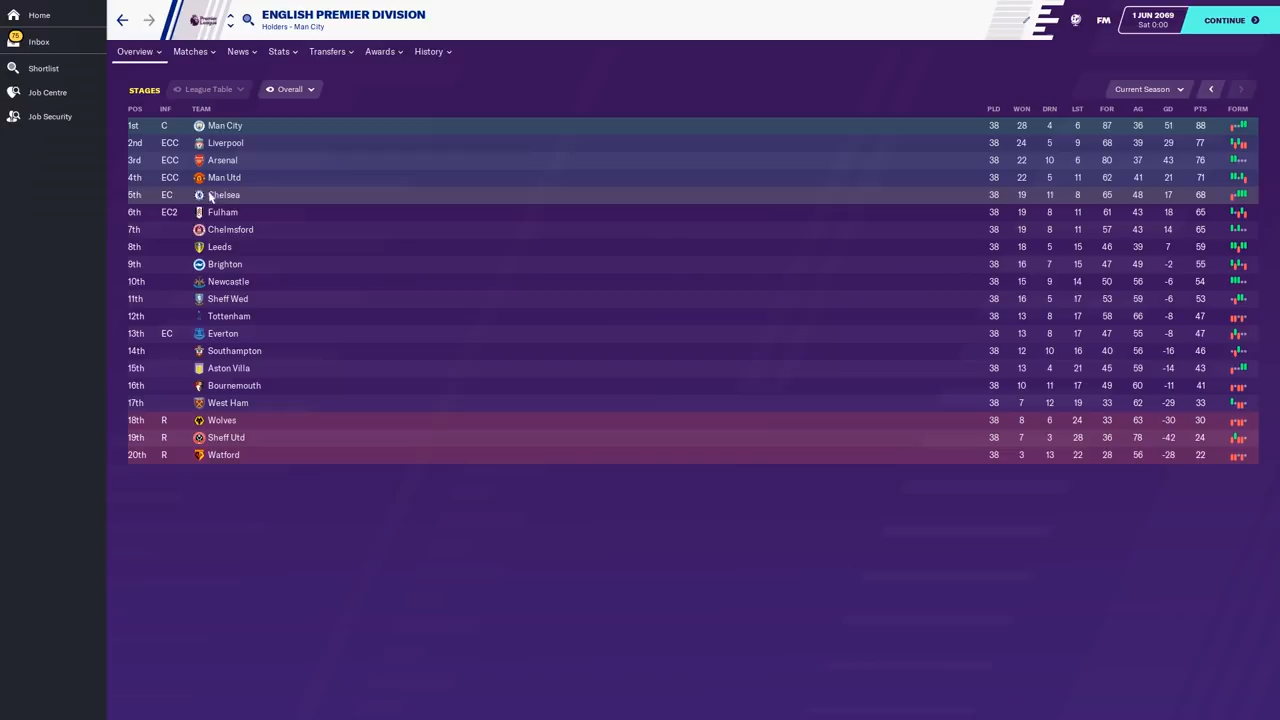 Home
75
Inbox
Shortlist
Job Centre
Job Security
ENGLISH PREMIER DIVISION
Holders - Man City
FM
1 JUN 2069
Sat 0:00
CONTINUE
Overview Matches News Stats Transfers Awards History
STAGES League Table Overall Current Season
POS INF TEAM PLD WON DRN LST FOR AG GD PTS FORM
1st C Man City 38 28 4 6 87 36 51 88
2nd ECC Liverpool 38 24 5 9 68 39 29 77
3rd ECC Arsenal 38 22 10 6 80 37 43 76
4th ECC Man Utd 38 22 5 11 62 41 21 71
5th EC Chelsea 38 19 11 8 65 48 17 68
6th EC2 Fulham 38 19 8 11 61 43 18 65
7th Chelmsford 38 19 8 11 57 43 14 65
8th Leeds 38 18 5 15 46 39 7 59
9th Brighton 38 16 7 15 47 49 -2 55
10th Newcastle 38 15 9 14 50 56 -6 54
11th Sheff Wed 38 16 5 17 53 59 -6 53
12th Tottenham 38 13 8 17 58 66 -8 47
13th EC Everton 38 13 8 17 47 55 -8 47
14th Southampton 38 12 10 16 40 56 -16 46
15th Aston Villa 38 13 4 21 45 59 -14 43
16th Bournemouth 38 10 11 17 49 60 -11 41
17th West Ham 38 7 12 19 33 62 -29 33
18th R Wolves 38 8 6 24 33 63 -30 30
19th R Sheff Utd 38 7 3 28 36 78 -42 24
20th R Watford 38 3 13 22 28 56 -28 22